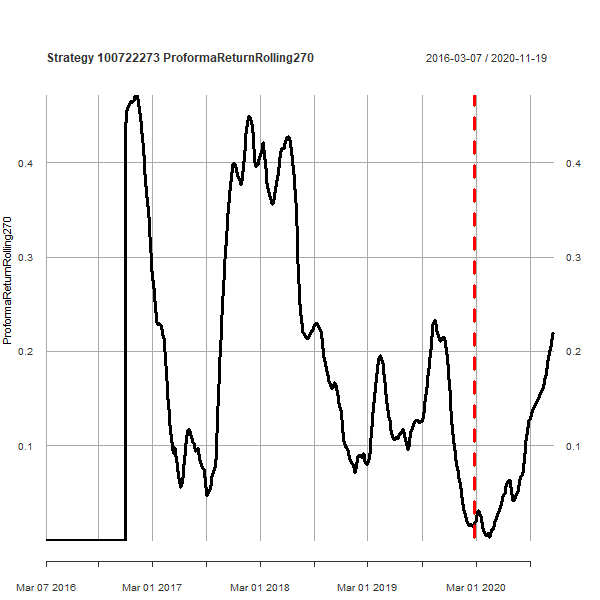 Strategy 100722273 ProformaReturnRolling270
2016-03-07 / 2020-11-19
ProformaReturnRolling270
0.4
0.4
0.3
0.3
0.2
0.2
0.1
0.1
Mar 07 2016
Mar 01 2017
Mar 01 2018
Mar 01 2019
Mar 01 2020